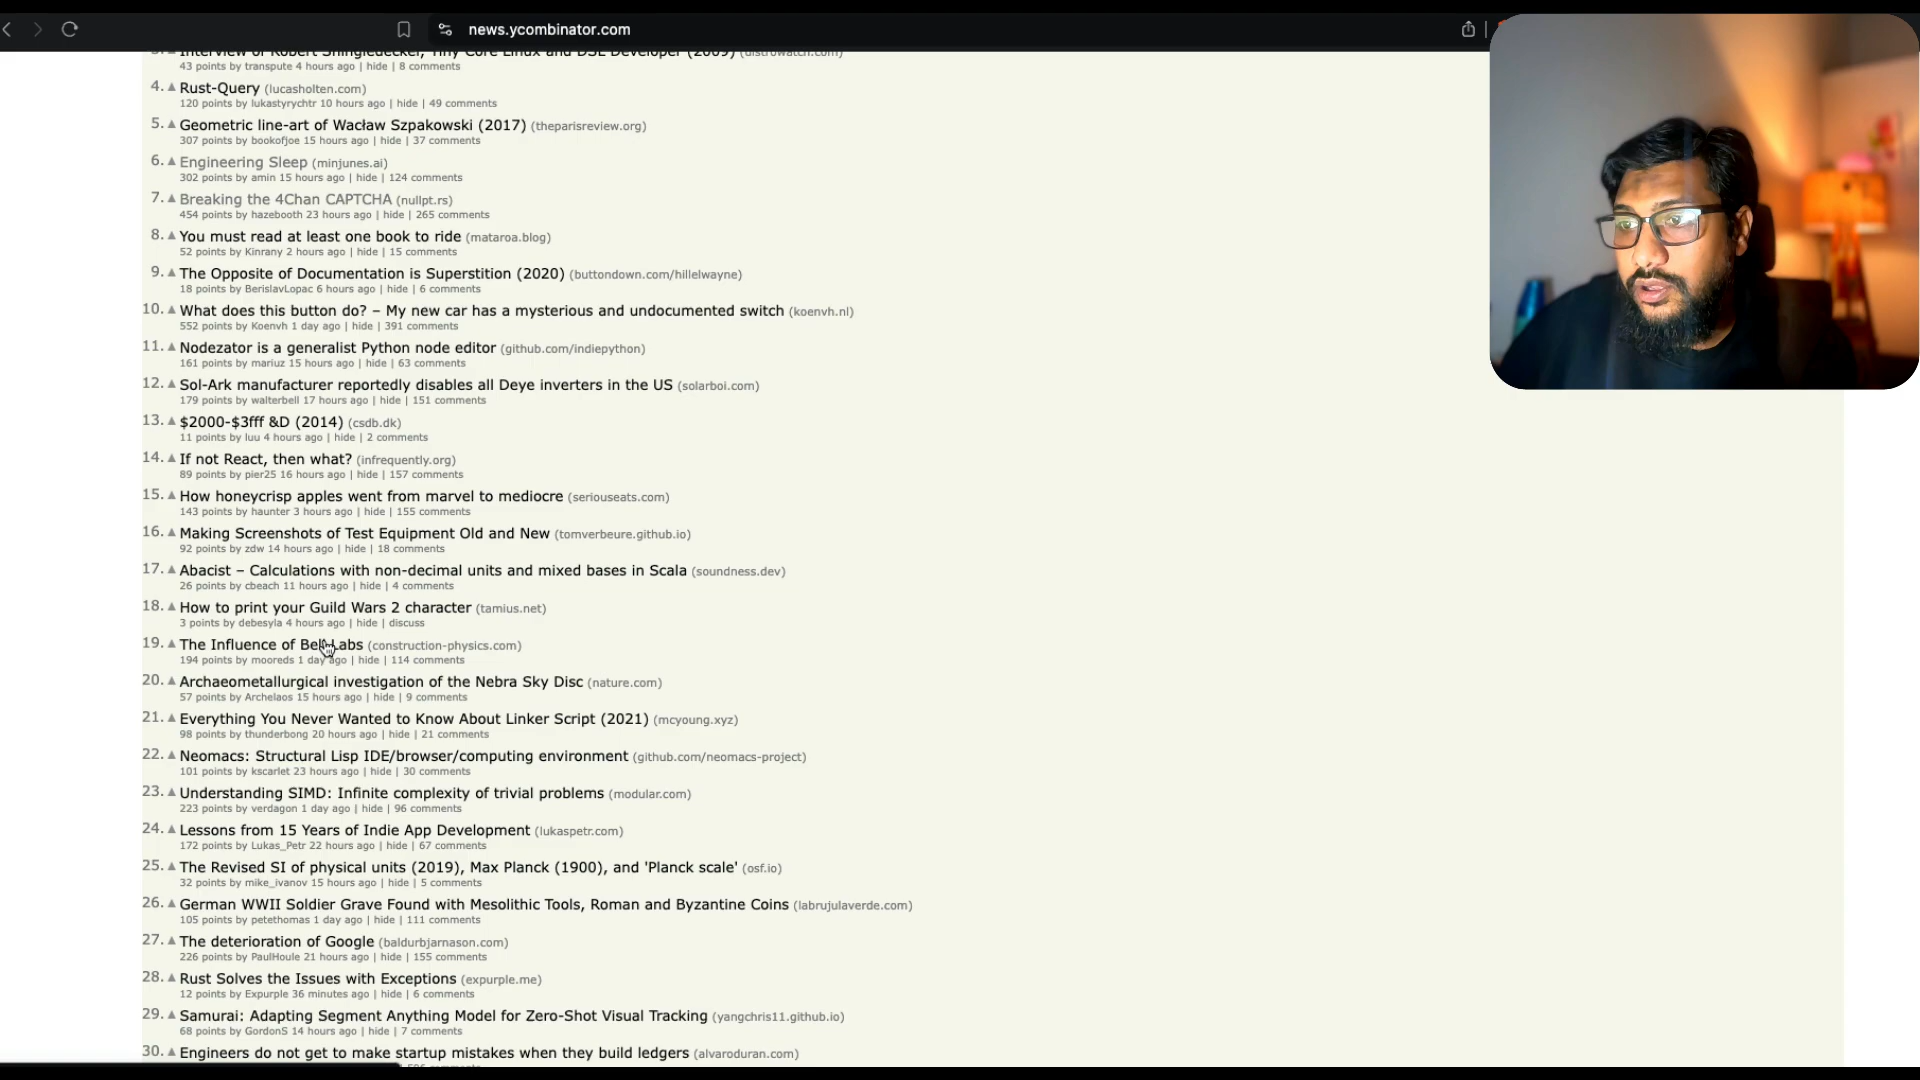 news.ycombinator.com
3. Interview of Robert Shingledecker, Tiny Core Linux and DSL Developer (2009) (distrowatch.com)
43 points by transpute 4 hours ago | hide | 8 comments
4. Rust-Query (lucasholten.com)
120 points by lukastyrychtr 10 hours ago | hide | 49 comments
5. Geometric line-art of Wacław Szpakowski (2017) (theparisreview.org)
307 points by bookofjoe 15 hours ago | hide | 37 comments
6. Engineering Sleep (minjunes.ai)
302 points by amin 15 hours ago | hide | 124 comments
7. Breaking the 4Chan CAPTCHA (nullpt.rs)
454 points by hazebooth 23 hours ago | hide | 265 comments
8. You must read at least one book to ride (mataroa.blog)
52 points by Kinrany 2 hours ago | hide | 15 comments
9. The Opposite of Documentation is Superstition (2020) (buttondown.com/hillelwayne)
18 points by BerislavLopac 6 hours ago | hide | 6 comments
10. What does this button do? – My new car has a mysterious and undocumented switch (koenvh.nl)
552 points by Koenvh 1 day ago | hide | 391 comments
11. Nodezator is a generalist Python node editor (github.com/indiepython)
161 points by mariuz 15 hours ago | hide | 63 comments
12. Sol-Ark manufacturer reportedly disables all Deye inverters in the US (solarboi.com)
179 points by walterbell 17 hours ago | hide | 151 comments
13. $2000-$3fff &D (2014) (csdb.dk)
11 points by luu 4 hours ago | hide | 2 comments
14. If not React, then what? (infrequently.org)
89 points by pier25 16 hours ago | hide | 157 comments
15. How honeycrisp apples went from marvel to mediocre (seriouseats.com)
143 points by haunter 3 hours ago | hide | 155 comments
16. Making Screenshots of Test Equipment Old and New (tomverbeure.github.io)
92 points by zdw 14 hours ago | hide | 18 comments
17. Abacist – Calculations with non-decimal units and mixed bases in Scala (soundness.dev)
26 points by cbeach 11 hours ago | hide | 4 comments
18. How to print your Guild Wars 2 character (tamius.net)
3 points by debesyla 4 hours ago | hide | discuss
19. The Influence of Bell Labs (construction-physics.com)
194 points by mooreds 1 day ago | hide | 114 comments
20. Archaeometallurgical investigation of the Nebra Sky Disc (nature.com)
57 points by Archelaos 15 hours ago | hide | 9 comments
21. Everything You Never Wanted to Know About Linker Script (2021) (mcyoung.xyz)
98 points by thunderbong 20 hours ago | hide | 21 comments
22. Neomacs: Structural Lisp IDE/browser/computing environment (github.com/neomacs-project)
101 points by kscarlet 23 hours ago | hide | 30 comments
23. Understanding SIMD: Infinite complexity of trivial problems (modular.com)
223 points by verdagon 1 day ago | hide | 96 comments
24. Lessons from 15 Years of Indie App Development (lukaspetr.com)
172 points by Lukas_Petr 22 hours ago | hide | 67 comments
25. The Revised SI of physical units (2019), Max Planck (1900), and 'Planck scale' (osf.io)
32 points by mike_ivanov 15 hours ago | hide | 5 comments
26. German WWII Soldier Grave Found with Mesolithic Tools, Roman and Byzantine Coins (labrujulaverde.com)
105 points by petethomas 1 day ago | hide | 111 comments
27. The deterioration of Google (baldurbjarnason.com)
226 points by PaulHoule 21 hours ago | hide | 155 comments
28. Rust Solves the Issues with Exceptions (expurple.me)
12 points by Expurple 36 minutes ago | hide | 6 comments
29. Samurai: Adapting Segment Anything Model for Zero-Shot Visual Tracking (yangchris11.github.io)
68 points by GordonS 14 hours ago | hide | 7 comments
30. Engineers do not get to make startup mistakes when they build ledgers (alvaroduran.com)